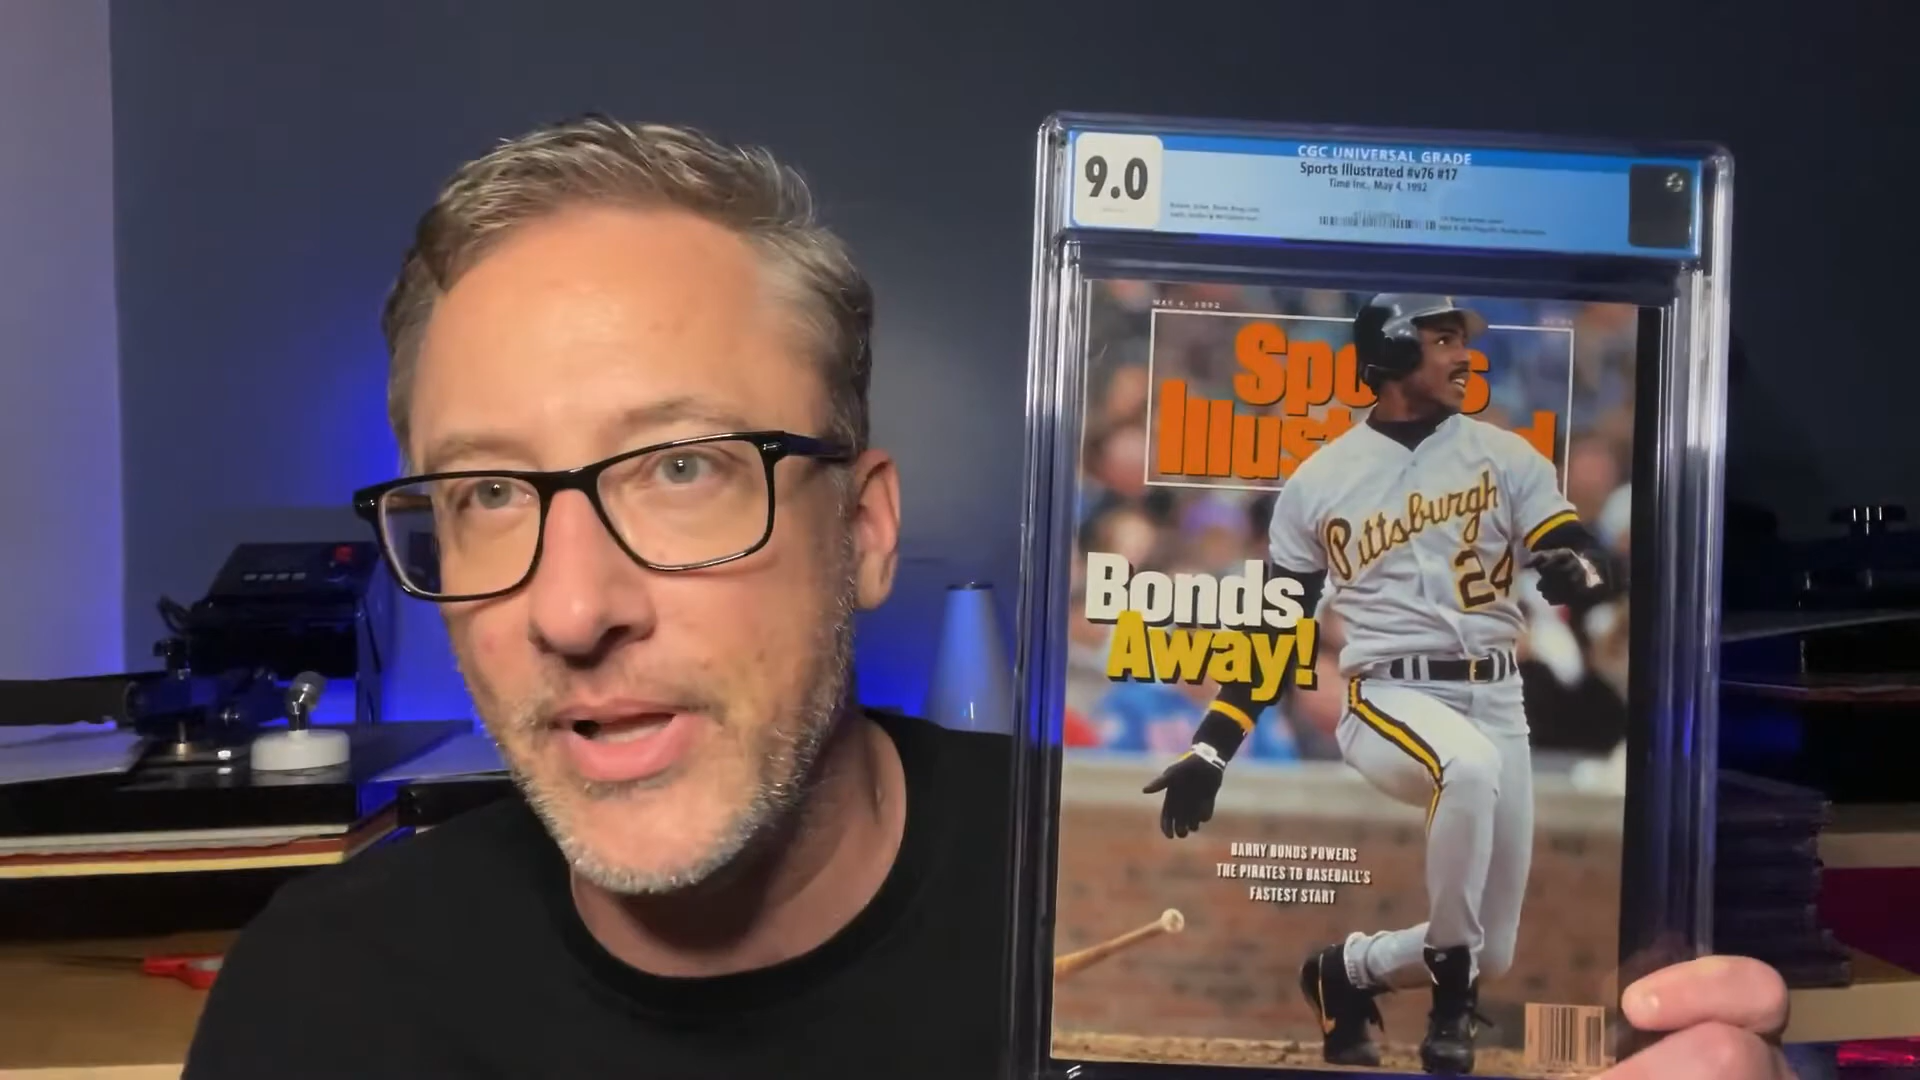 9.0
CGC UNIVERSAL GRADE
Sports Illustrated #v76 #17
Time Inc., May 4, 1992
MAY 4, 1992
Sports
Illustrated
Pittsburgh
24
Bonds
Away!
BARRY BONDS POWERS
THE PIRATES TO BASEBALL'S
FASTEST START